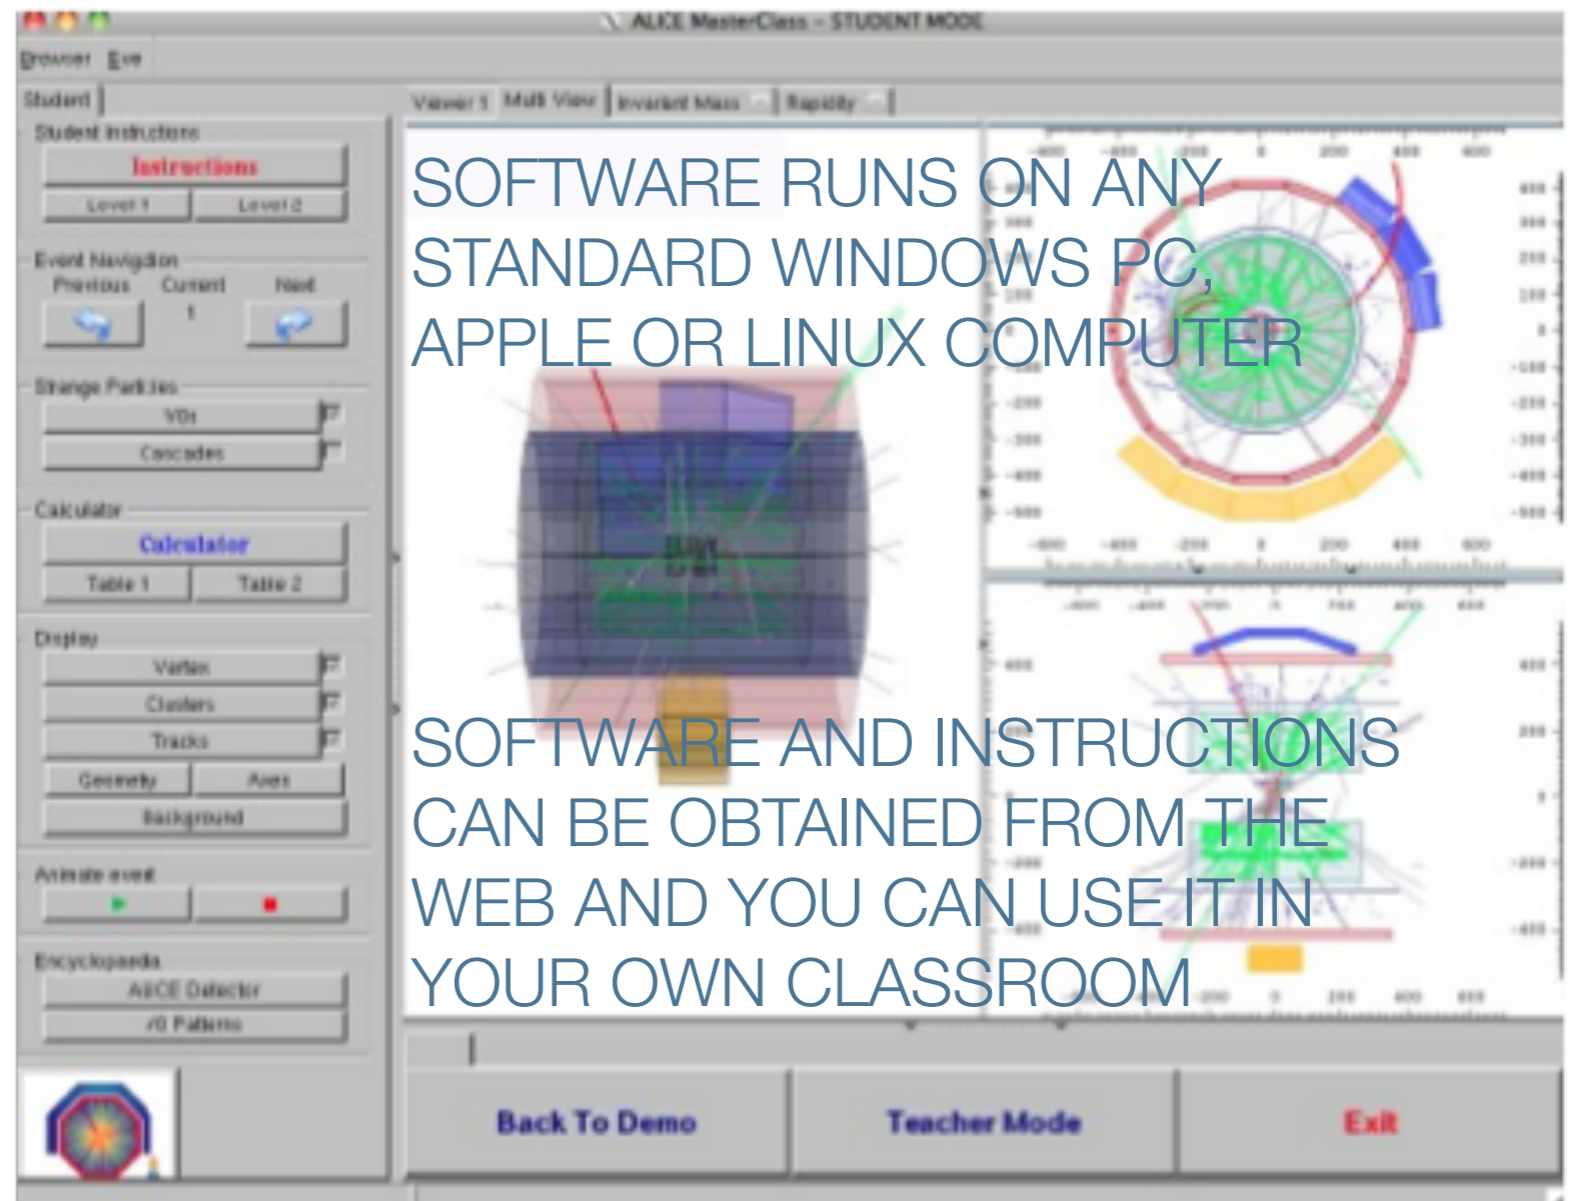 ALICE MasterClass - STUDENT MODE
Browser Eve
Student
Viewer 1 Multi View Invariant Mass Rapidity
Student Instructions
Instructions
Level 1 Level 2
Event Navigation
Previous Current Next
1
Strange Particles
V0s
Cascades
Calculator
Calculator
Table 1 Table 2
Display
Vertex
Clusters
Tracks
Geometry Axes
Background
Animate event
Encyclopaedia
ALICE Detector
V0 Patterns
SOFTWARE RUNS ON ANY
STANDARD WINDOWS PC,
APPLE OR LINUX COMPUTER
SOFTWARE AND INSTRUCTIONS
CAN BE OBTAINED FROM THE
WEB AND YOU CAN USE IT IN
YOUR OWN CLASSROOM
Back To Demo Teacher Mode Exit